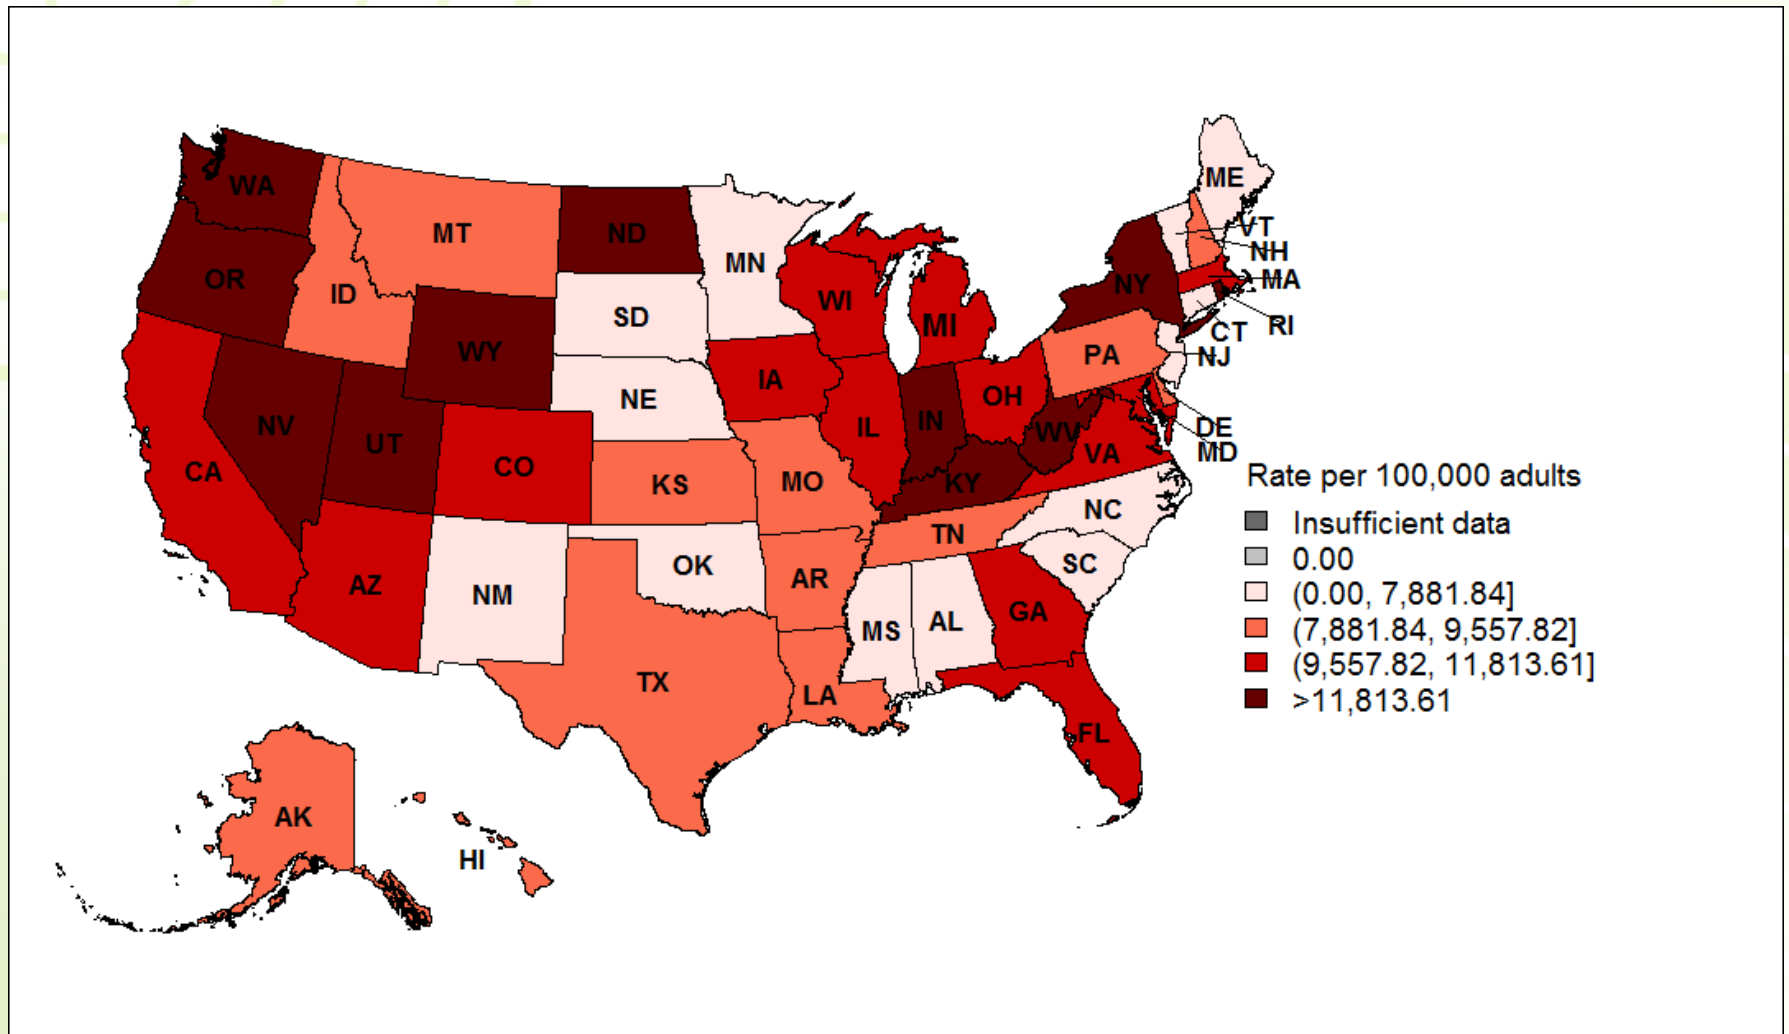 WA
MT
ND
MN
ME
VT
NH
MA
OR
ID
WY
SD
WI
MI
NY
RI
CT
NJ
PA
NV
UT
CO
NE
IA
IL
IN
OH
WV
VA
DE
MD
CA
KS
MO
KY
AZ
NM
OK
AR
TN
NC
SC
TX
LA
MS
AL
GA
FL
AK
HI
Rate per 100,000 adults
Insufficient data
0.00
(0.00, 7,881.84]
(7,881.84, 9,557.82]
(9,557.82, 11,813.61]
>11,813.61